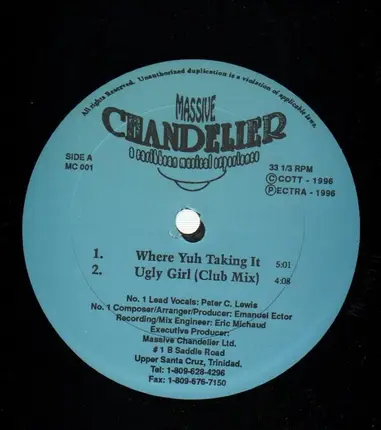 All rights Reserved. Unauthorized duplication is a violation of applicable laws.
MASSIVE
CHANDELIER
a caribbean musical experience
SIDE A
MC 001
33 1/3 RPM
©COTT - 1996
ⓅECTRA - 1996
1. Where Yuh Taking It 5:01
2. Ugly Girl (Club Mix) 4:08
No. 1 Lead Vocals: Peter C. Lewis
No. 1 Composer/Arranger/Producer: Emanuel Ector
Recording/Mix Engineer: Eric Michaud
Executive Producer:
Massive Chandelier Ltd.
# 1 B Saddle Road
Upper Santa Cruz, Trinidad.
Tel: 1-809-628-4296
Fax: 1-809-676-7150